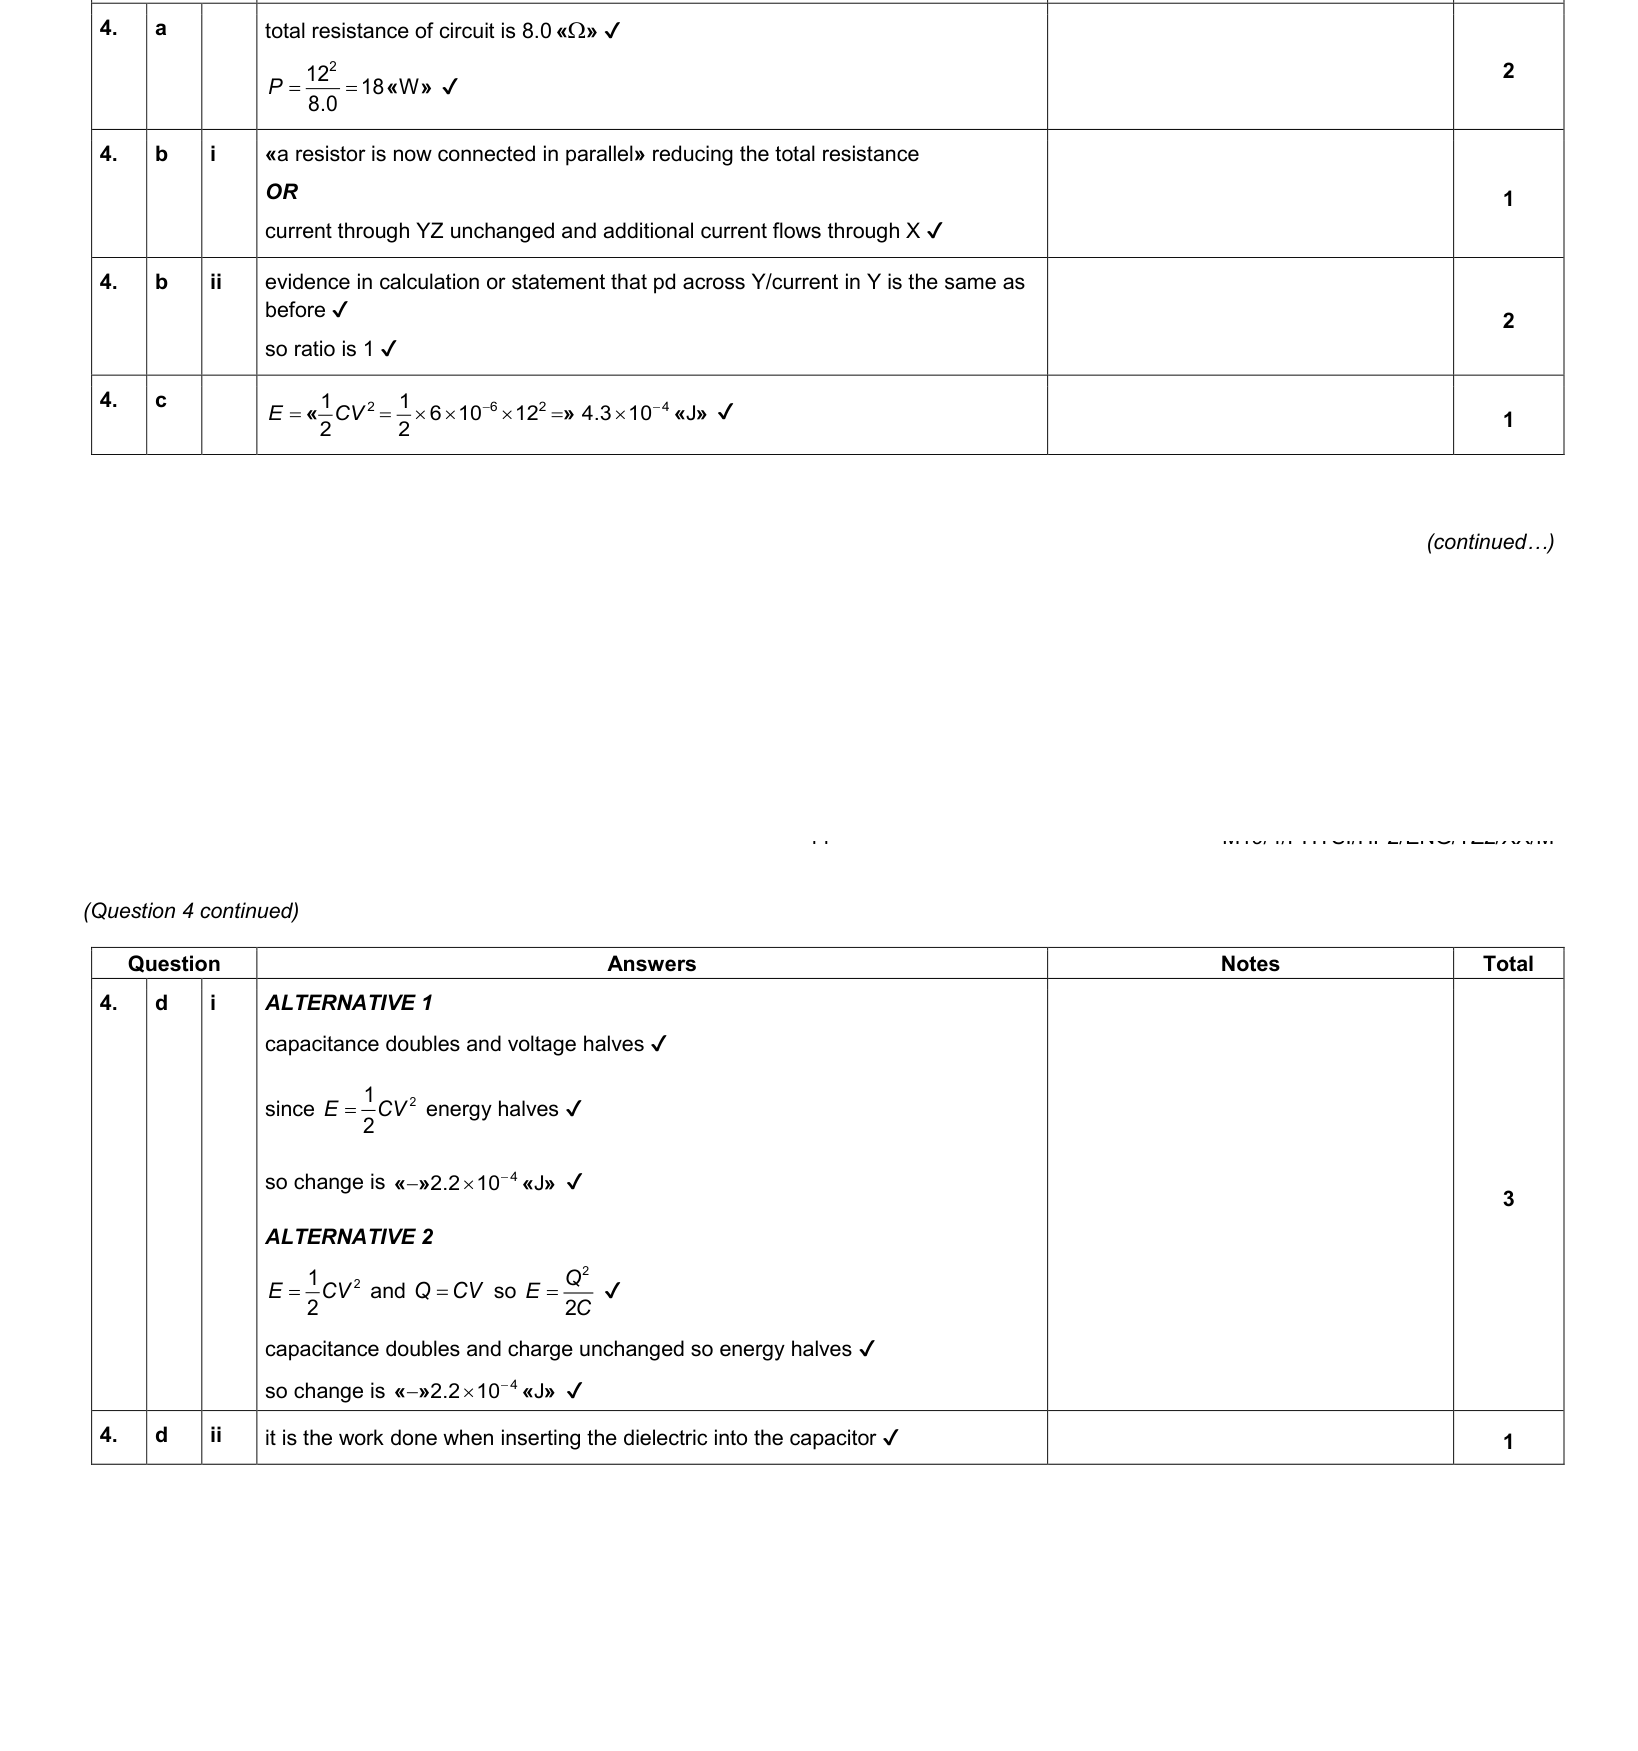 4. a total resistance of circuit is 8.0 «Ω» ✓
P = 12²/8.0 = 18 «W» ✓
2
4. b i «a resistor is now connected in parallel» reducing the total resistance
OR
1
current through YZ unchanged and additional current flows through X ✓
4. b ii evidence in calculation or statement that pd across Y/current in Y is the same as
before ✓
2
so ratio is 1 ✓
4. c E = «1/2 CV² = 1/2 × 6 × 10⁻⁶ × 12² =» 4.3 × 10⁻⁴ «J» ✓
1
(continued…)
(Question 4 continued)
Question Answers Notes Total
4. d i ALTERNATIVE 1
capacitance doubles and voltage halves ✓
since E = 1/2 CV² energy halves ✓
so change is «–»2.2 × 10⁻⁴ «J» ✓
3
ALTERNATIVE 2
E = 1/2 CV² and Q = CV so E = Q²/2C ✓
capacitance doubles and charge unchanged so energy halves ✓
so change is «–»2.2 × 10⁻⁴ «J» ✓
4. d ii it is the work done when inserting the dielectric into the capacitor ✓
1